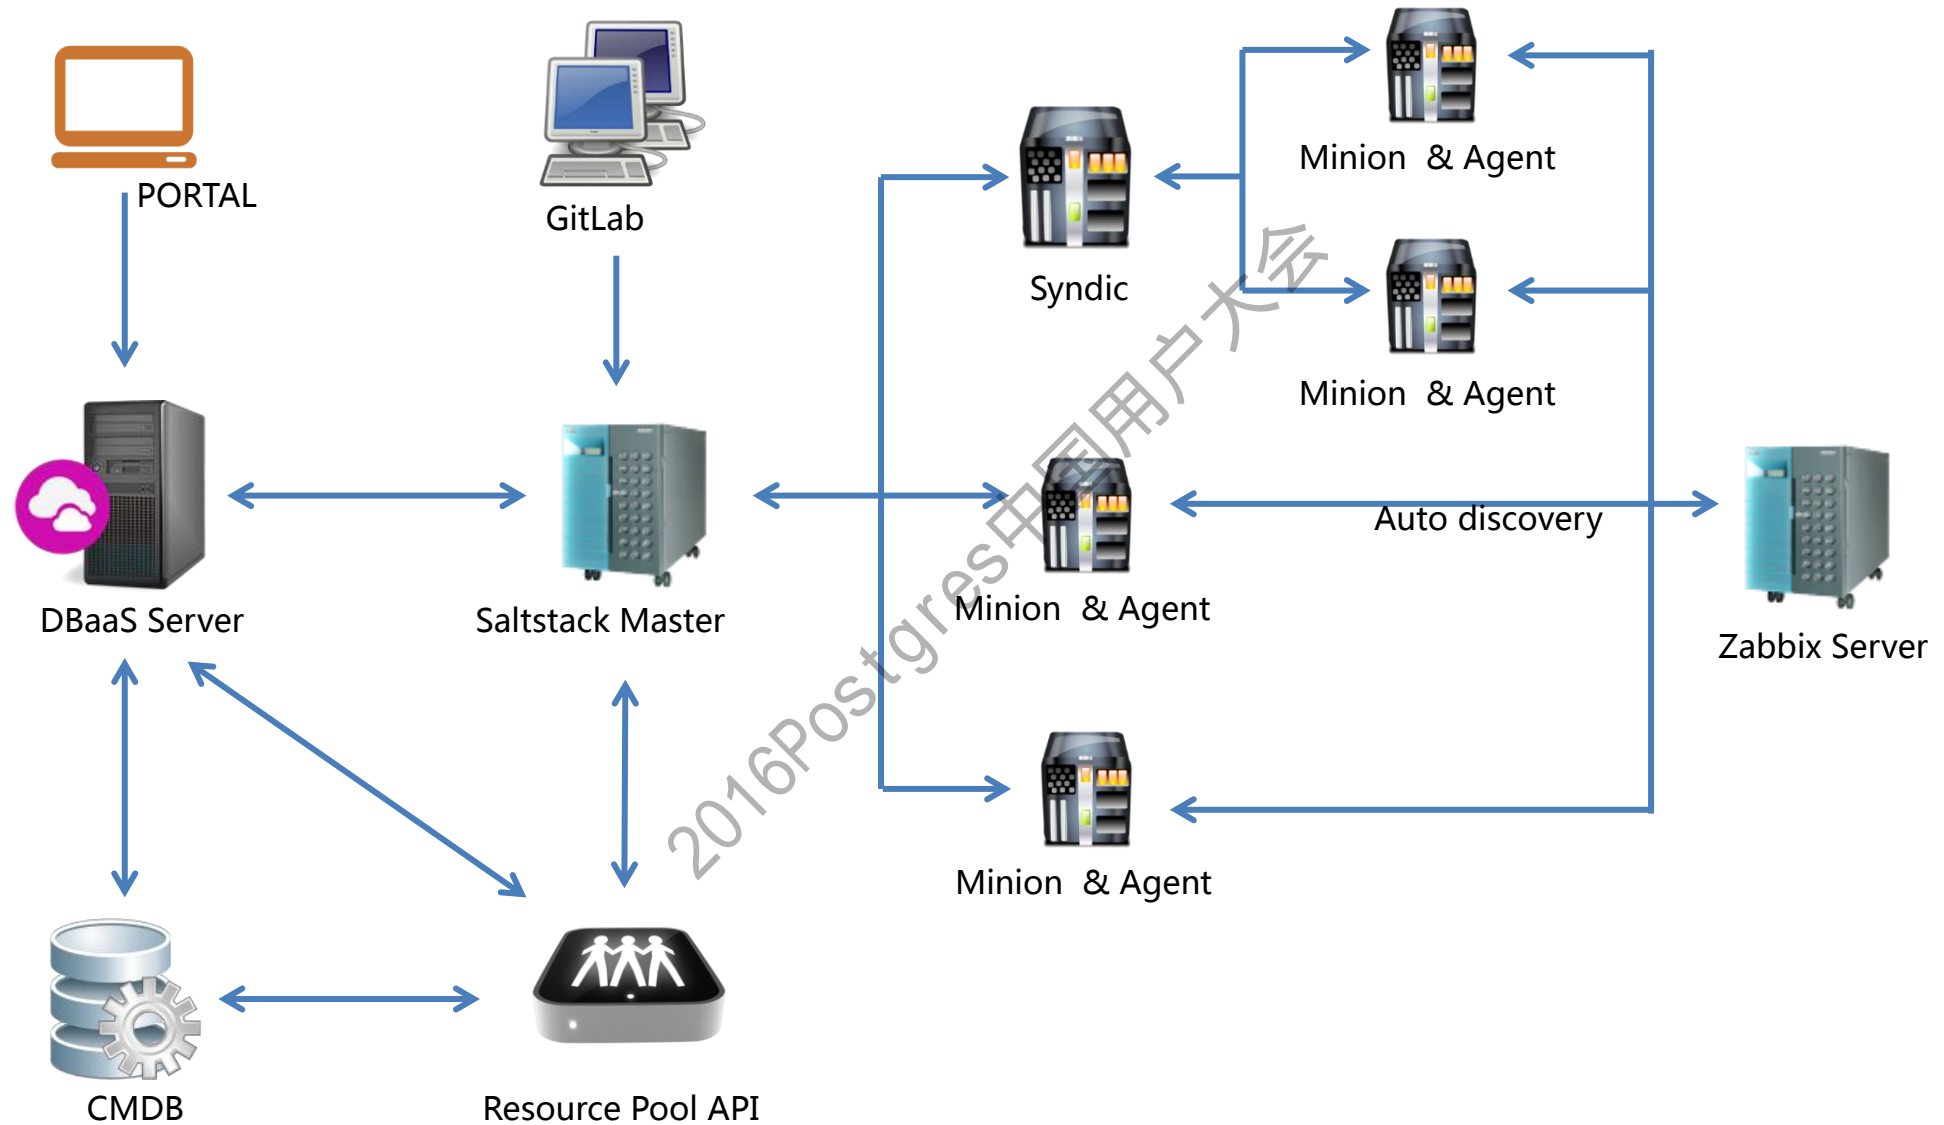 PORTAL
GitLab
Syndic
Minion & Agent
Minion & Agent
DBaaS Server
Saltstack Master
Minion & Agent
Auto discovery
Zabbix Server
Minion & Agent
CMDB
Resource Pool API
2016Postgres中国用户大会